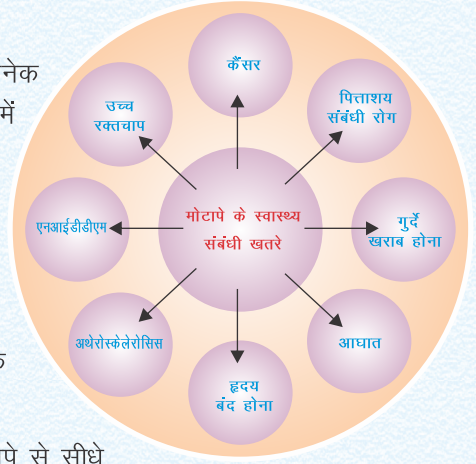 नेक
में
कैंसर
पित्ताशय
संबंधी रोग
उच्च
रक्तचाप
मोटापे के स्वास्थ्य
संबंधी खतरे
एनआईडीडीएम
गुर्दे
खराब होना
अथेरोस्केलेरोसिस
आघात
हृदय
बंद होना
पे से सीधे